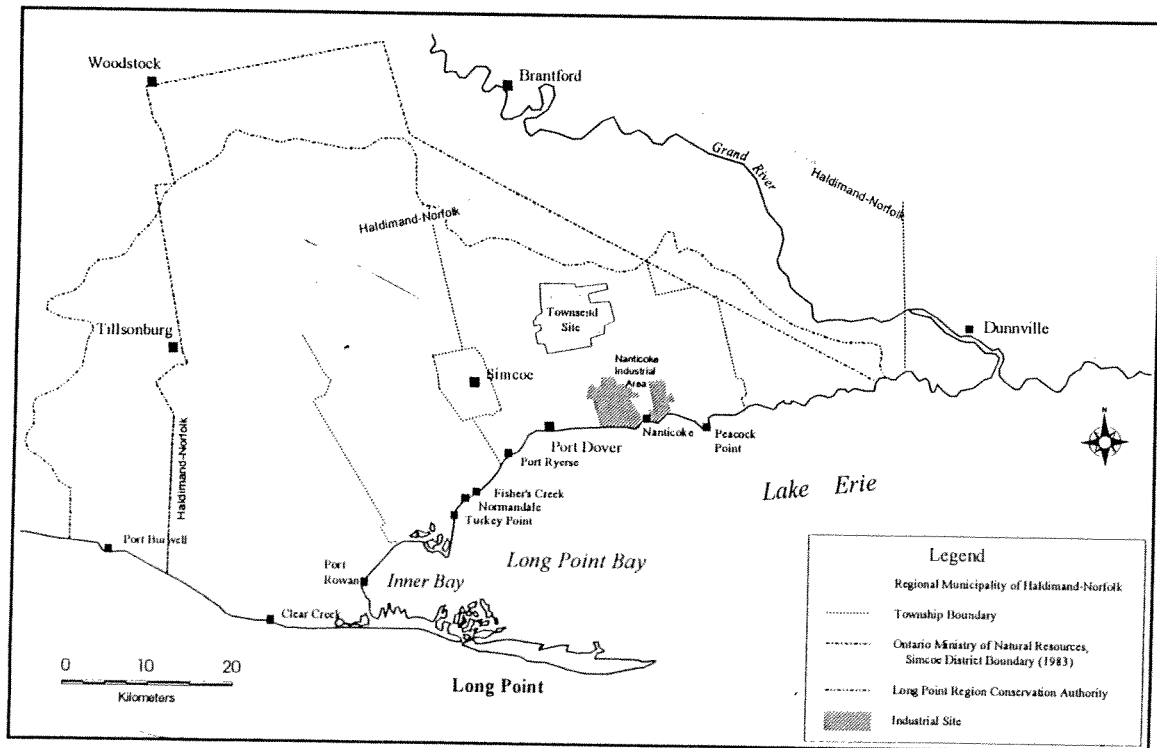 Woodstock
Brantford
Grand River
Haldimand-Norfolk
Haldimand-Norfolk
Townsend
Site
Tillsonburg
Dunnville
Simcoe
Nanticoke
Industrial
Area
Nanticoke
Peacock
Point
Port Dover
Port Ryerse
Haldimand-Norfolk
Lake Erie
Fisher's Creek
Normandale
Turkey Point
Port Burwell
Long Point Bay
Port
Rowan
Inner Bay
Clear Creek
Long Point
N
0 10 20
Kilometers
Legend
Regional Municipality of Haldimand-Norfolk
Township Boundary
Ontario Ministry of Natural Resources,
Simcoe District Boundary (1983)
Long Point Region Conservation Authority
Industrial Site